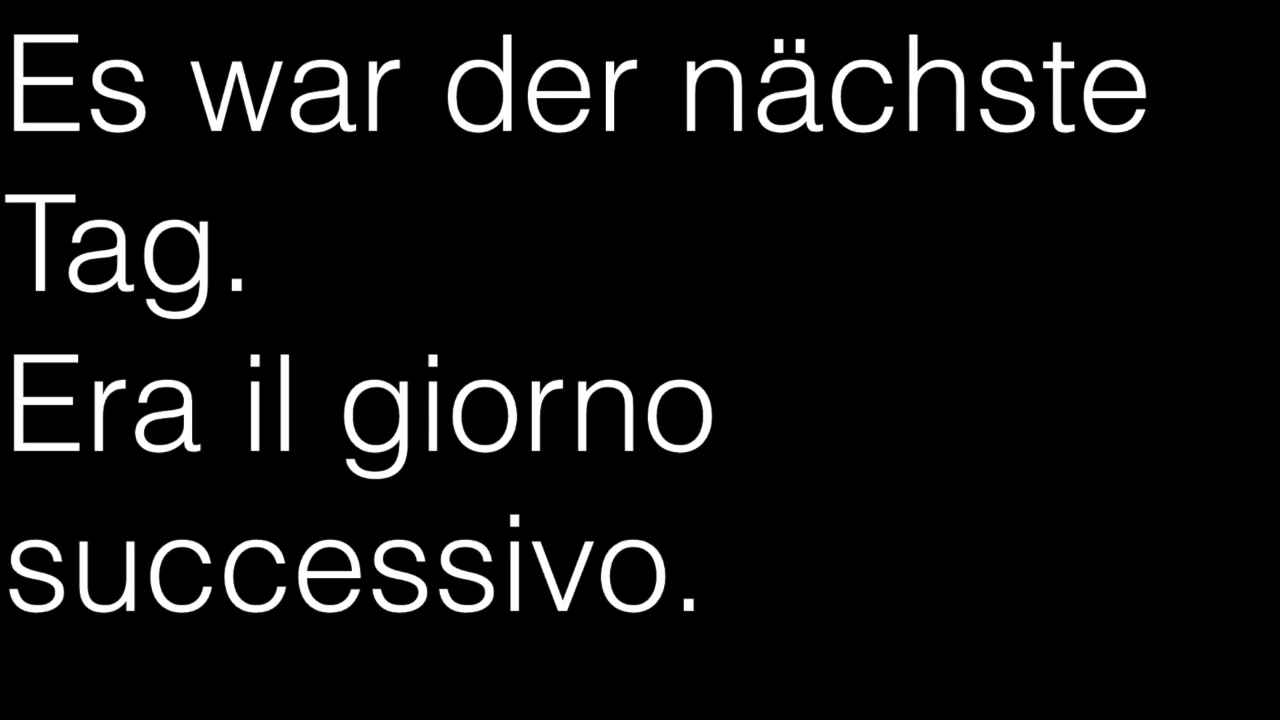 Es war der nächste
Tag.
Era il giorno
successivo.